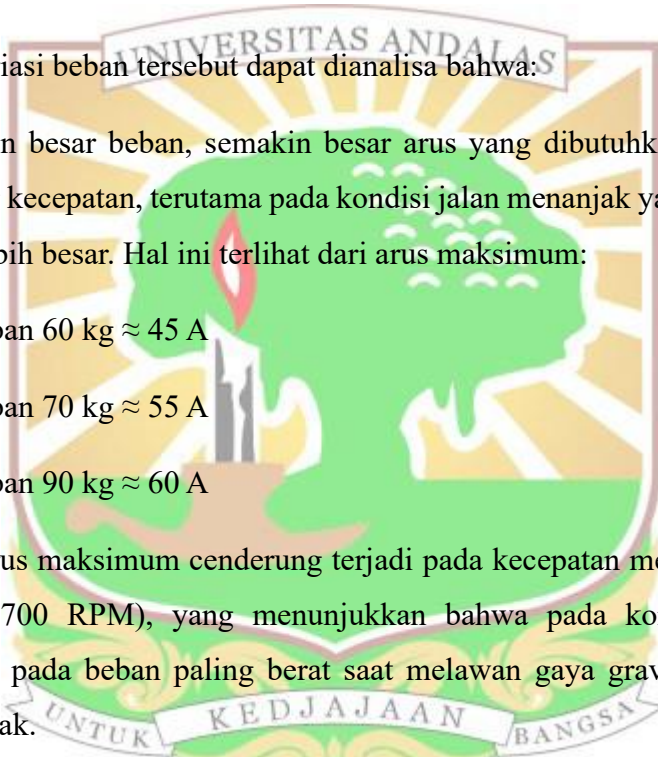 UNIVERSITAS ANDALAS
iasi beban tersebut dapat dianalisa bahwa:
n besar beban, semakin besar arus yang dibutuhk
kecepatan, terutama pada kondisi jalan menanjak ya
bih besar. Hal ini terlihat dari arus maksimum:
ban 60 kg ≈ 45 A
ban 70 kg ≈ 55 A
ban 90 kg ≈ 60 A
us maksimum cenderung terjadi pada kecepatan me
700 RPM), yang menunjukkan bahwa pada ko
pada beban paling berat saat melawan gaya grav
ak.
UNTUK KEDJAJAAN BANGSA